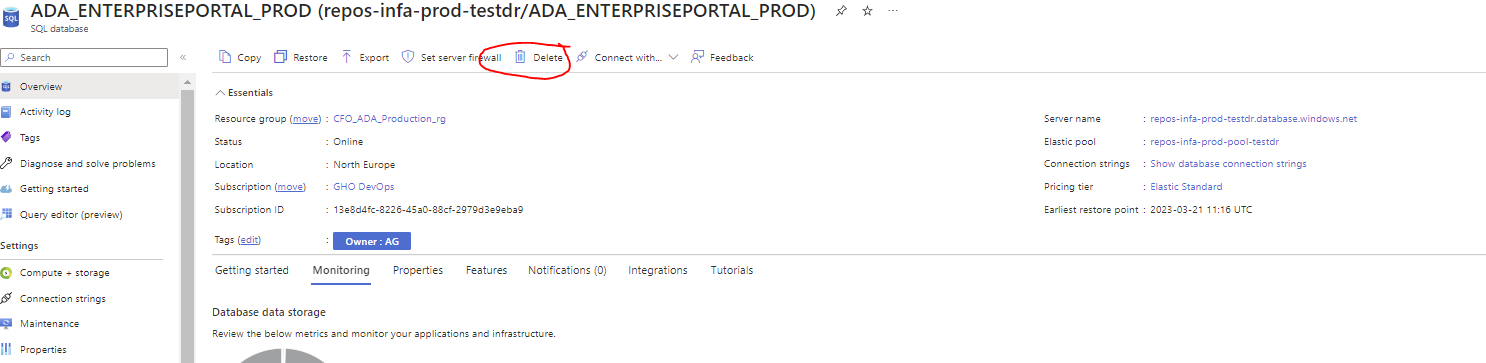 ADA_ENTERPRISEPORTAL_PROD (repos-infa-prod-testdr/ADA_ENTERPRISEPORTAL_PROD)
SQL
SQL database
Search
Copy Restore Export Set server firewall Delete Connect with... Feedback
Overview
Activity log
Tags
Diagnose and solve problems
Getting started
Query editor (preview)
Settings
Compute + storage
Connection strings
Maintenance
Properties
Essentials
Resource group (move) : CFO_ADA_Production_rg
Status : Online
Location : North Europe
Subscription (move) : GHO DevOps
Subscription ID : 13e8d4fc-8226-45a0-88cf-2979d3e9eba9
Tags (edit) : Owner : AG
Server name : repos-infa-prod-testdr.database.windows.net
Elastic pool : repos-infa-prod-pool-testdr
Connection strings : Show database connection strings
Pricing tier : Elastic Standard
Earliest restore point : 2023-03-21 11:16 UTC
Getting started Monitoring Properties Features Notifications (0) Integrations Tutorials
Database data storage
Review the below metrics and monitor your applications and infrastructure.